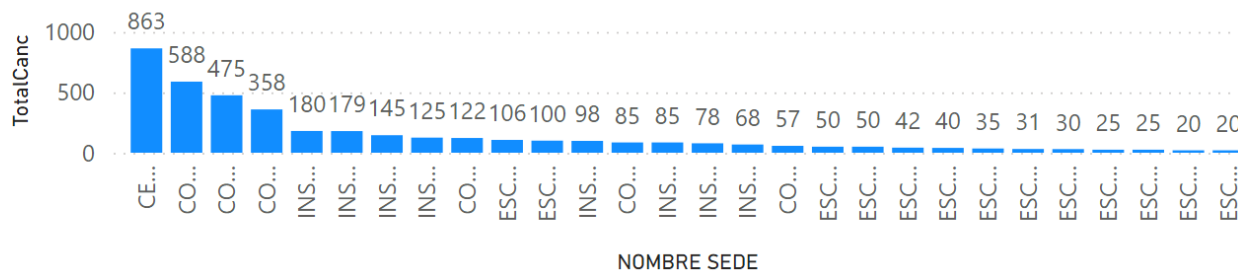 TotalCanc
1000
500
0
863
588
475
358
180
179
145
125
122
106
100
98
85
85
78
68
57
50
50
42
40
35
31
30
25
25
20
20
CE...
CO...
CO...
CO...
INS...
INS...
INS...
INS...
CO...
ESC...
ESC...
INS...
CO...
INS...
INS...
INS...
CO...
ESC...
ESC...
ESC...
ESC...
ESC...
ESC...
ESC...
ESC...
ESC...
ESC...
ESC...
NOMBRE SEDE